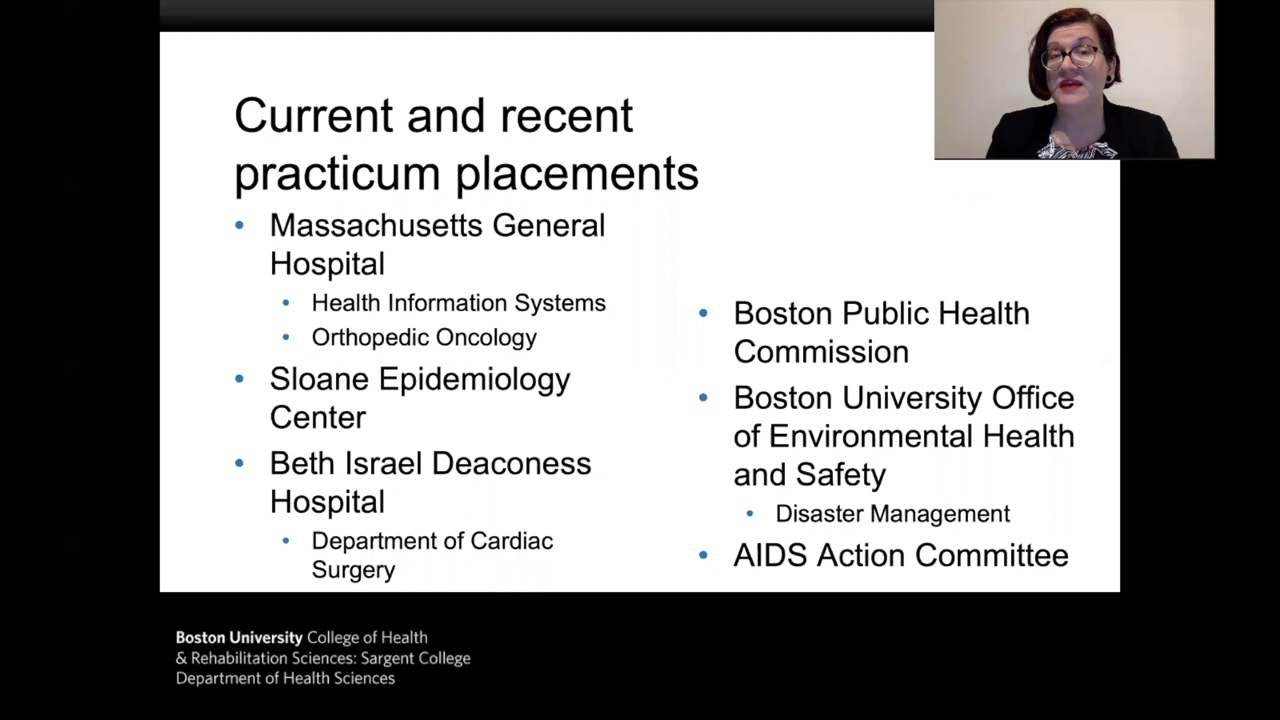 Current and recent
practicum placements
• Massachusetts General
Hospital
• Health Information Systems
• Orthopedic Oncology
• Sloane Epidemiology
Center
• Beth Israel Deaconess
Hospital
• Department of Cardiac
Surgery
• Boston Public Health
Commission
• Boston University Office
of Environmental Health
and Safety
• Disaster Management
• AIDS Action Committee
Boston University College of Health
& Rehabilitation Sciences: Sargent College
Department of Health Sciences